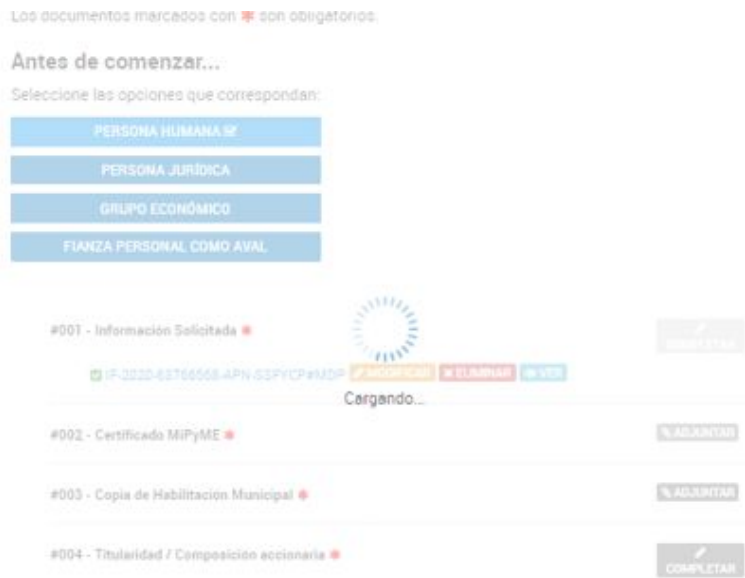 Los documentos marcados con * son obligatorios.
Antes de comenzar...
Seleccione las opciones que correspondan:
PERSONA HUMANA
PERSONA JURÍDICA
GRUPO ECONÓMICO
FIANZA PERSONAL COMO AVAL
#001 - Información Solicitada *
COMPLETAR
IF-2020-63766568-APN-SSFYCP#MDP MODIFICAR ELIMINAR VER
Cargando...
#002 - Certificado MiPyME * ADJUNTAR
#003 - Copia de Habilitación Municipal * ADJUNTAR
#004 - Titularidad / Composición accionaria *
COMPLETAR